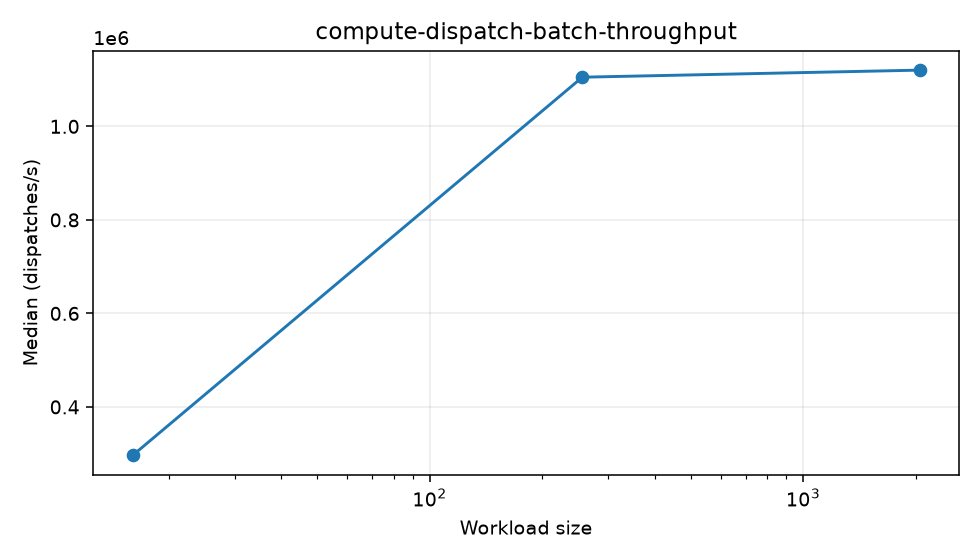 compute-dispatch-batch-throughput
1e6
Median (dispatches/s)
1.0
0.8
0.6
0.4
10²
10³
Workload size